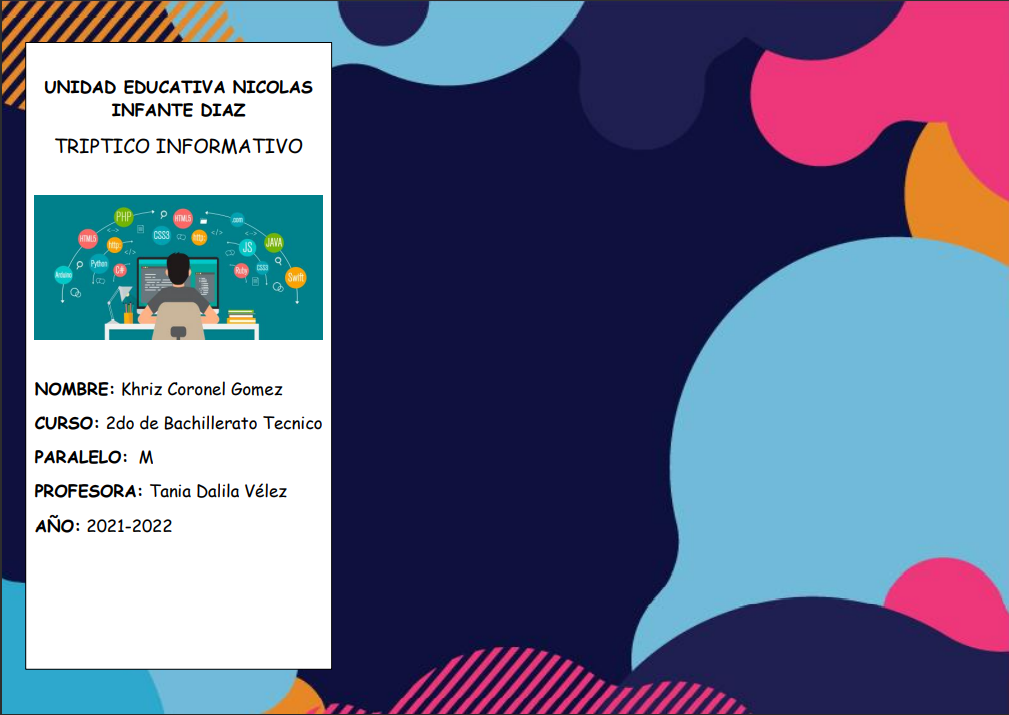 UNIDAD EDUCATIVA NICOLAS
INFANTE DIAZ
TRIPTICO INFORMATIVO
PHP
HTML5
.com
HTML5
http:
CSS3
http:
JS
JAVA
Arduino
Python
C#
Ruby
CSS3
Swift
NOMBRE: Khriz Coronel Gomez
CURSO: 2do de Bachillerato Tecnico
PARALELO: M
PROFESORA: Tania Dalila Vélez
AÑO: 2021-2022